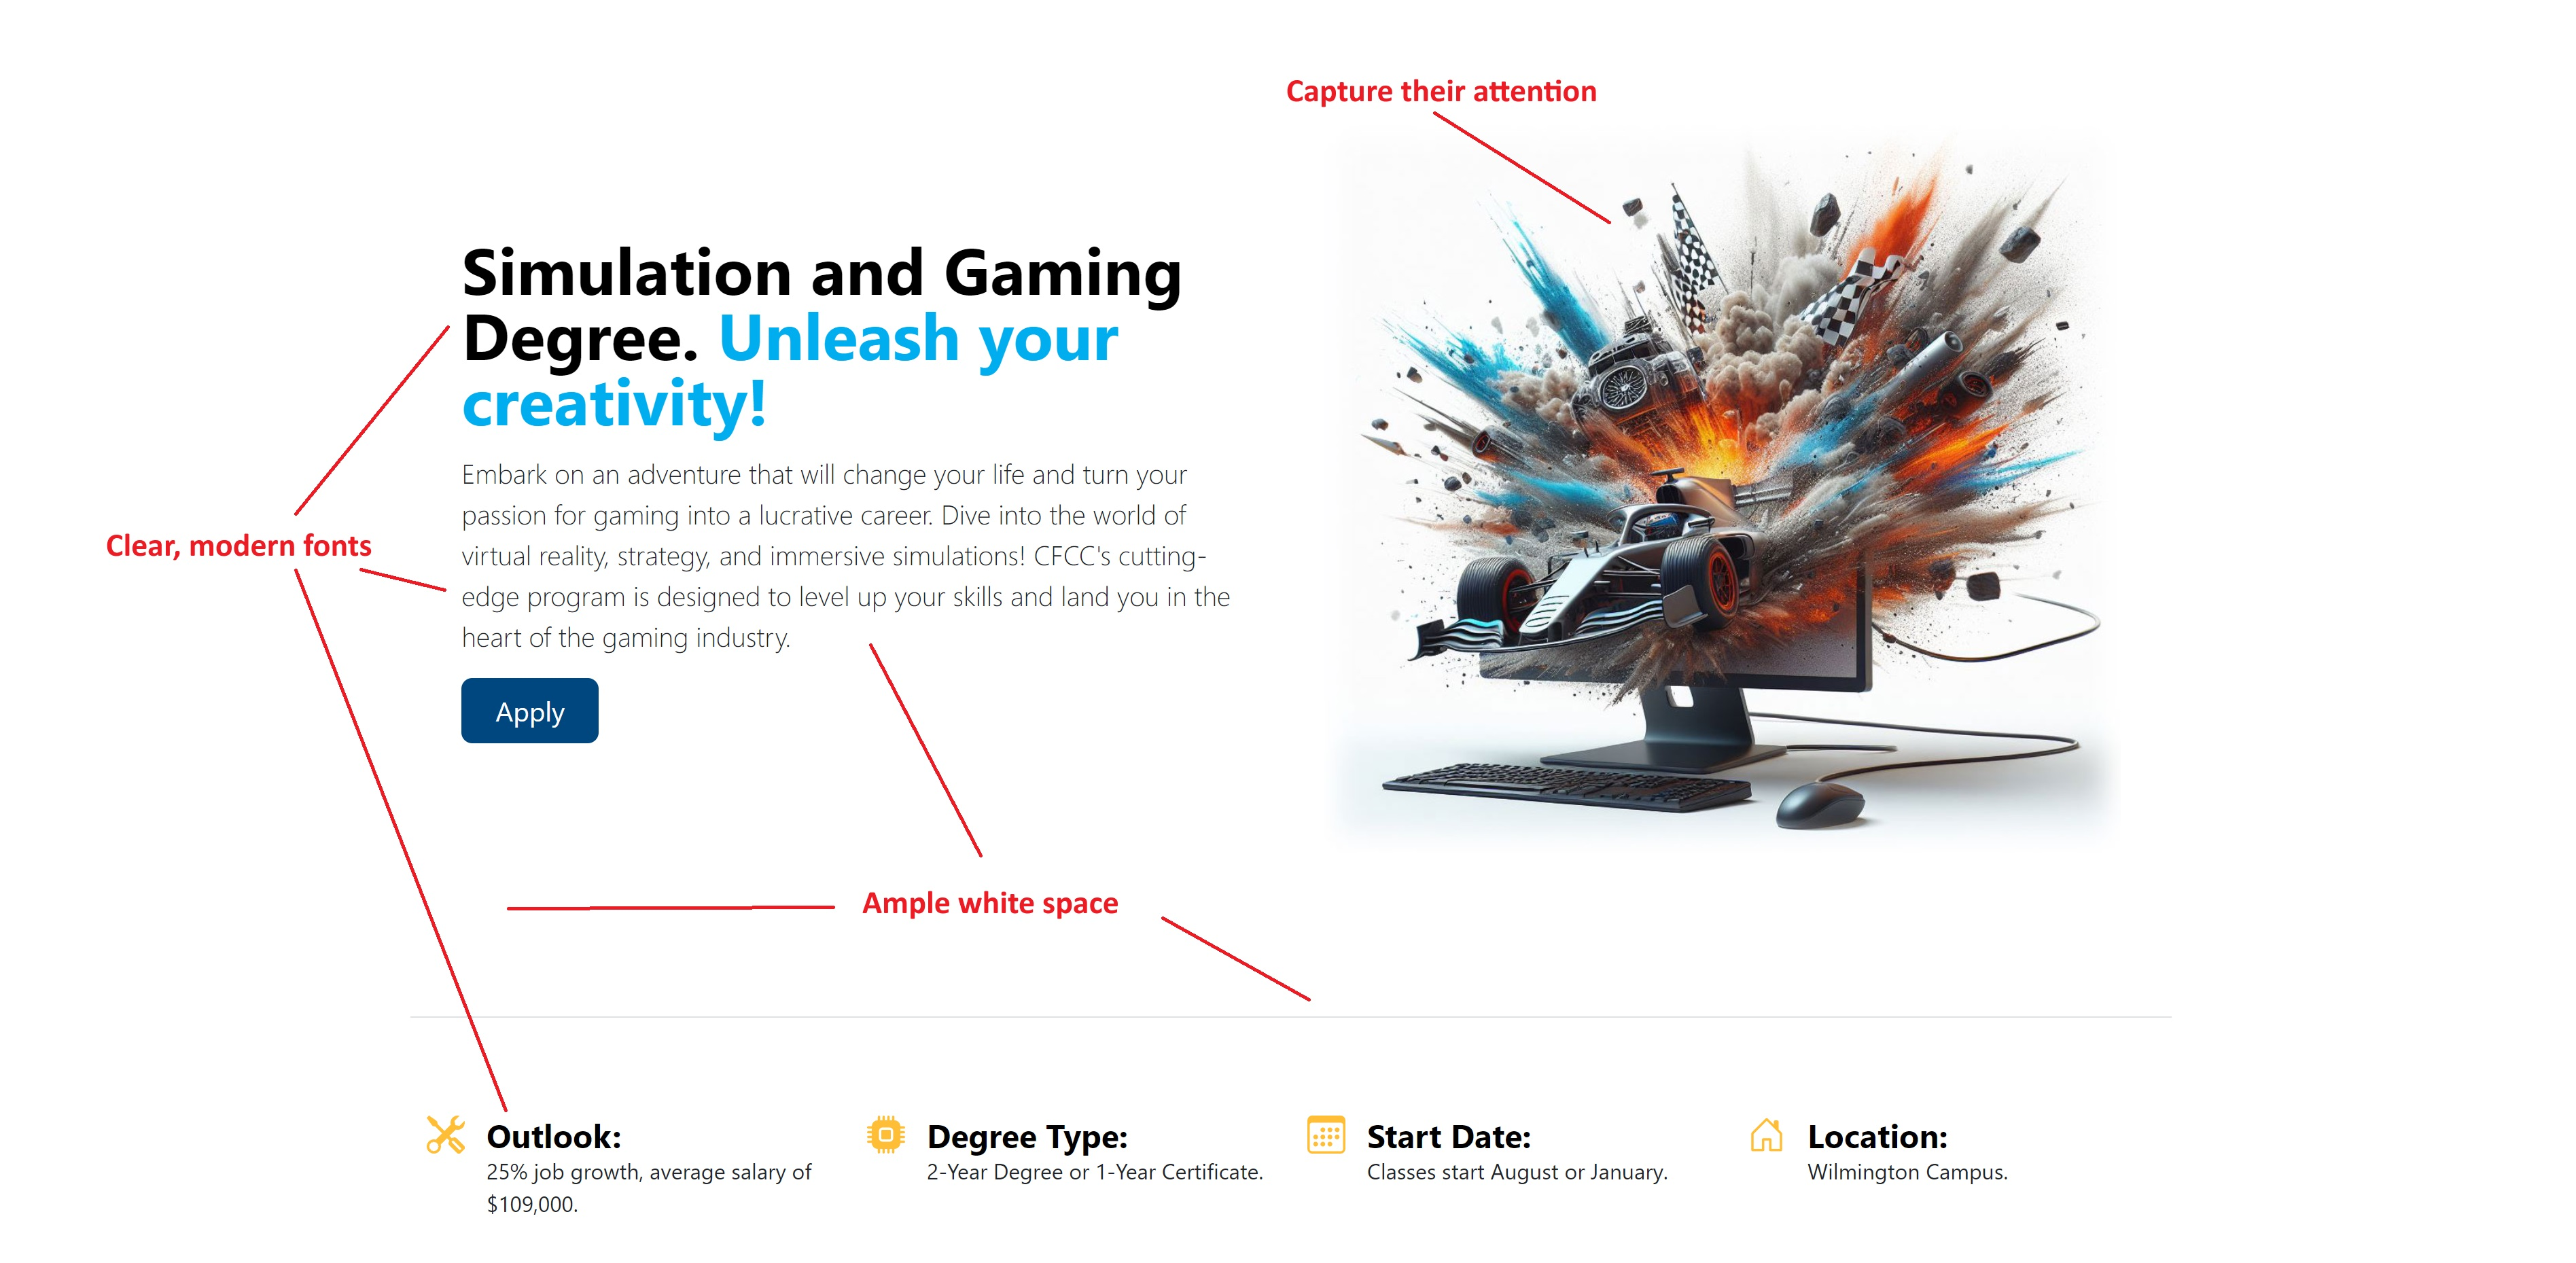 Capture their attention
Simulation and Gaming
Degree. Unleash your
creativity!
Embark on an adventure that will change your life and turn your
passion for gaming into a lucrative career. Dive into the world of
virtual reality, strategy, and immersive simulations! CFCC's cutting-
edge program is designed to level up your skills and land you in the
heart of the gaming industry.
Clear, modern fonts
Apply
Ample white space
Outlook:
25% job growth, average salary of
$109,000.
Degree Type:
2-Year Degree or 1-Year Certificate.
Start Date:
Classes start August or January.
Location:
Wilmington Campus.